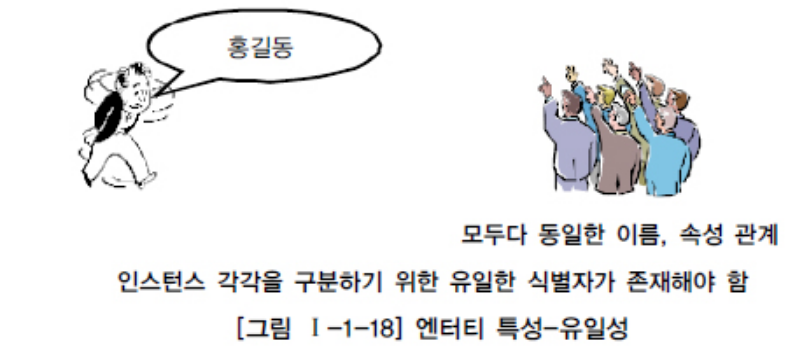 홍길동
모두다 동일한 이름, 속성 관계
인스턴스 각각을 구분하기 위한 유일한 식별자가 존재해야 함
[그림 Ⅰ-1-18] 엔터티 특성-유일성